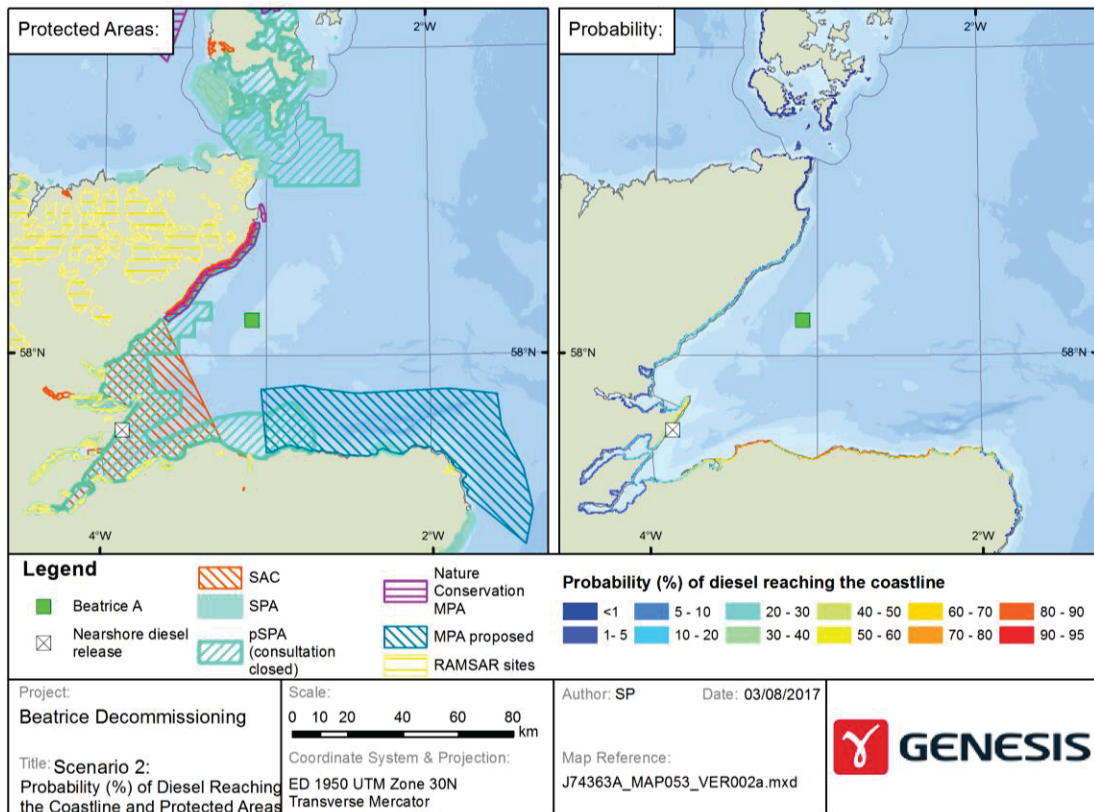 Protected Areas:
2°W
58°N
4°W
2°W
Probability:
2°W
58°N
4°W
2°W
Legend
Beatrice A
Nearshore diesel
release
SAC
SPA
pSPA
(consultation
closed)
Nature
Conservation
MPA
MPA proposed
RAMSAR sites
Probability (%) of diesel reaching the coastline
<1
5 - 10
20 - 30
40 - 50
60 - 70
80 - 90
1- 5
10 - 20
30 - 40
50 - 60
70 - 80
90 - 95
Project:
Beatrice Decommissioning
Title: Scenario 2:
Probability (%) of Diesel Reaching
the Coastline and Protected Areas
Scale:
0 10 20 40 60 80
km
Coordinate System & Projection:
ED 1950 UTM Zone 30N
Transverse Mercator
Author: SP Date: 03/08/2017
Map Reference:
J74363A_MAP053_VER002a.mxd
GENESIS